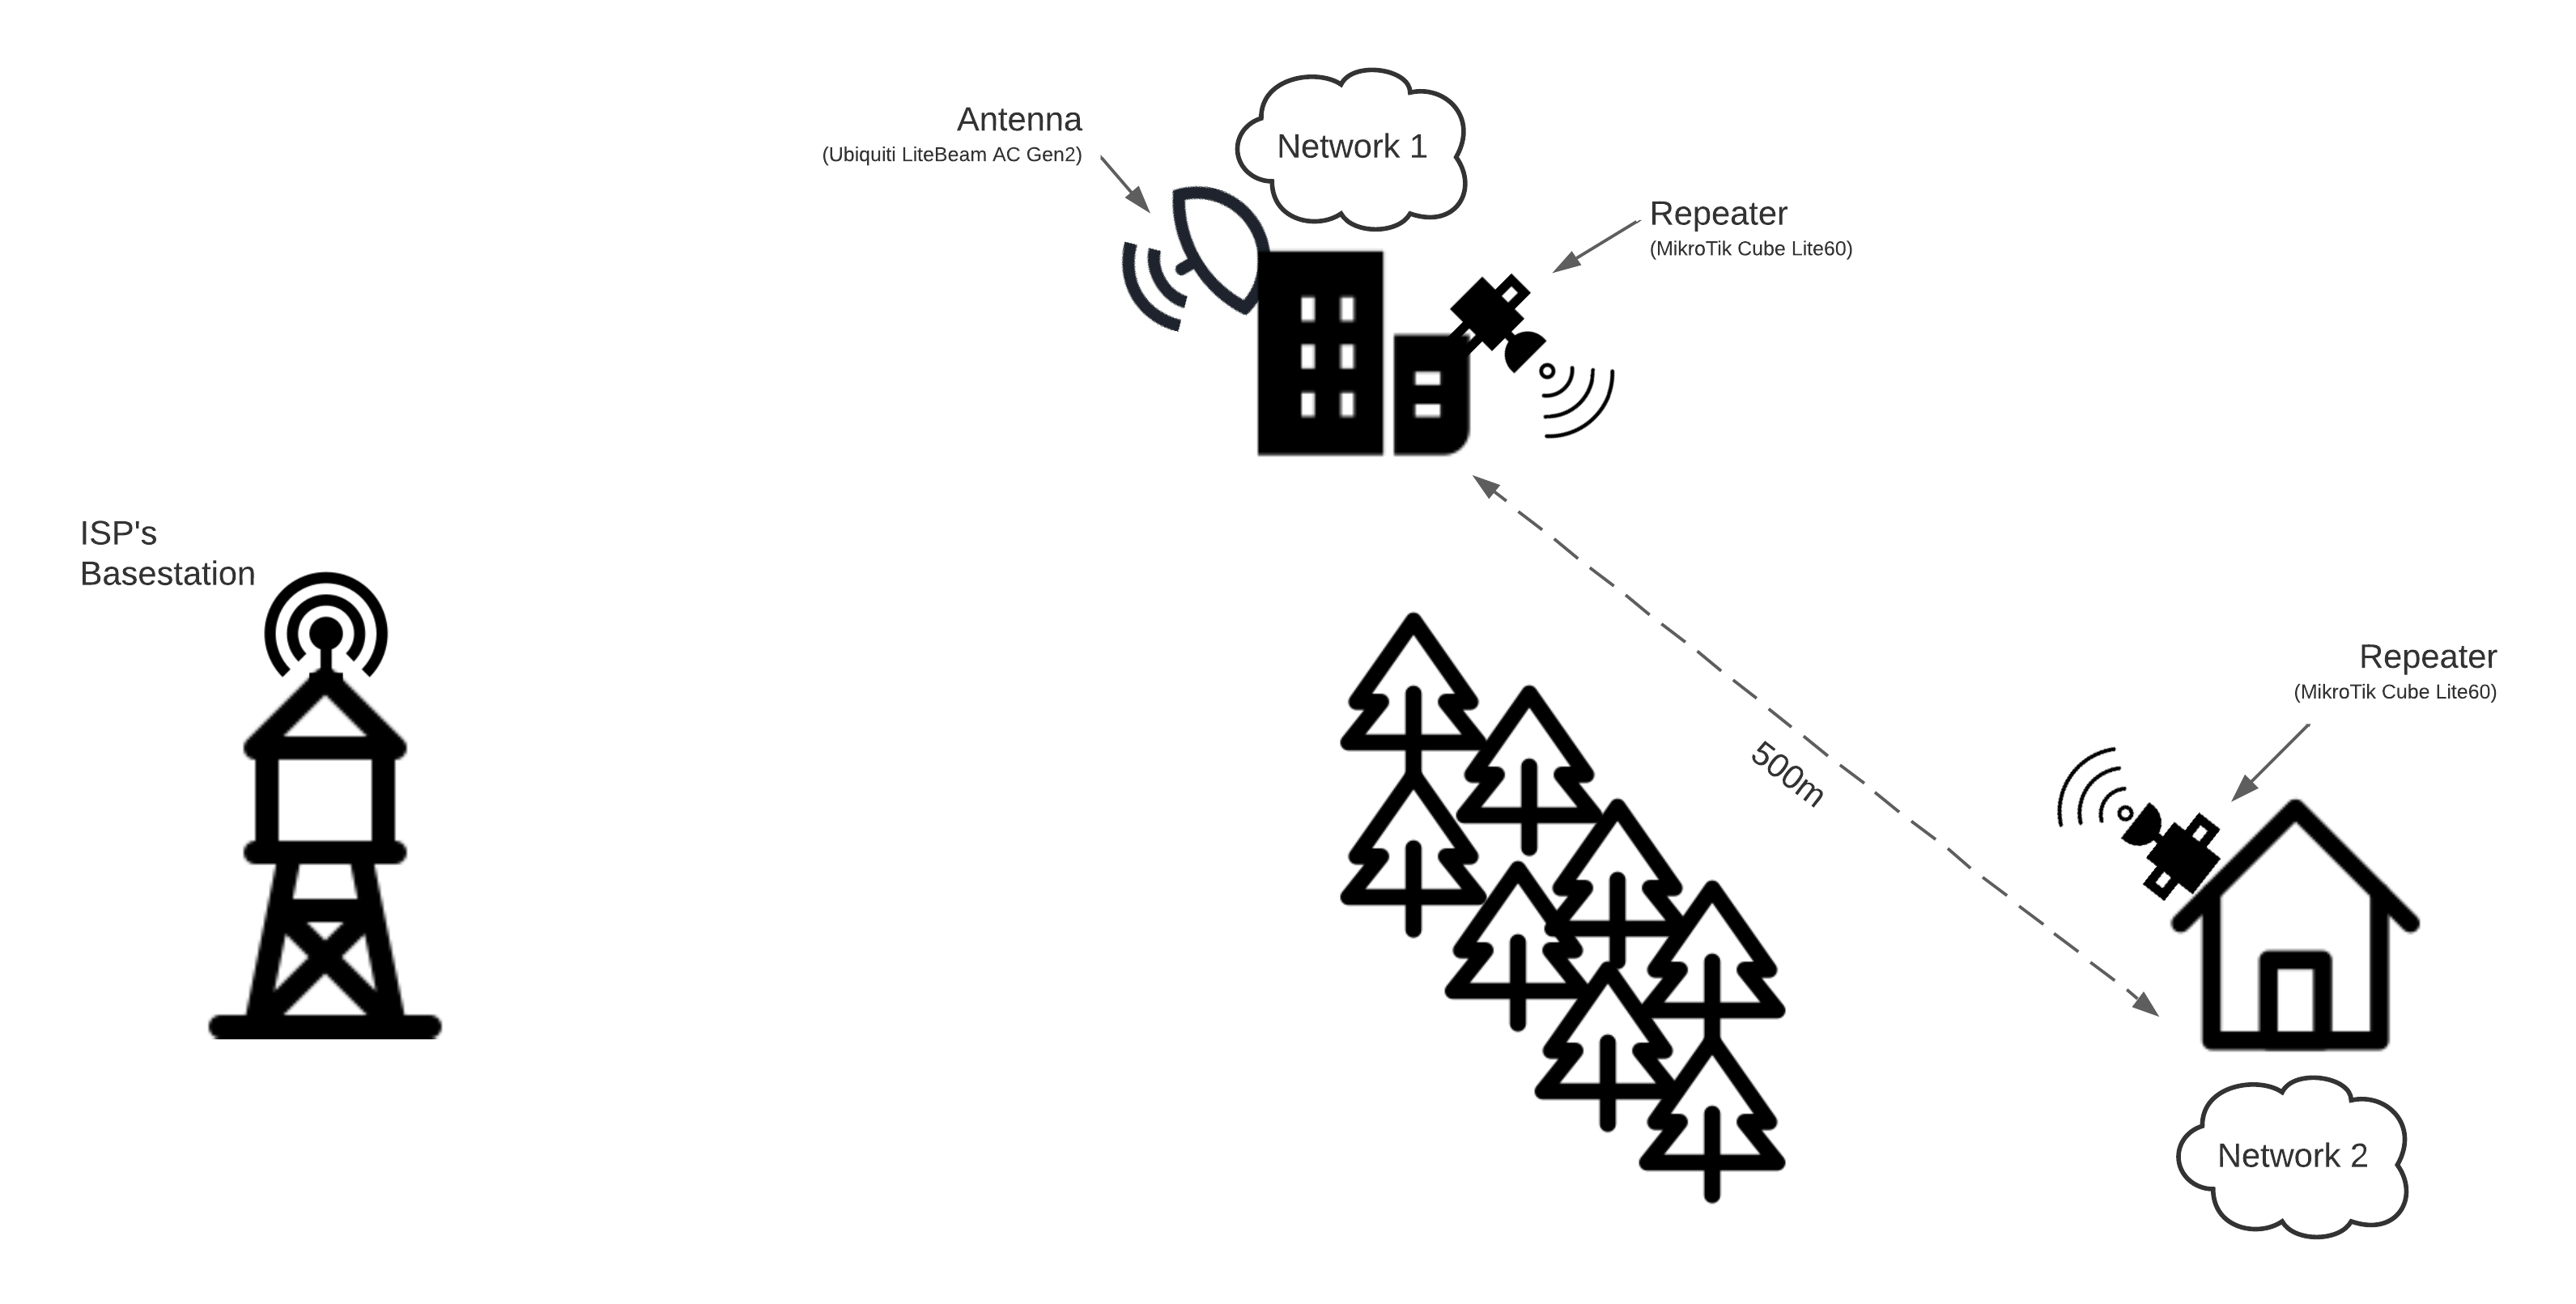 Antenna
(Ubiquiti LiteBeam AC Gen2)
Network 1
Repeater
(MikroTik Cube Lite60)
ISP's
Basestation
500m
Repeater
(MikroTik Cube Lite60)
Network 2